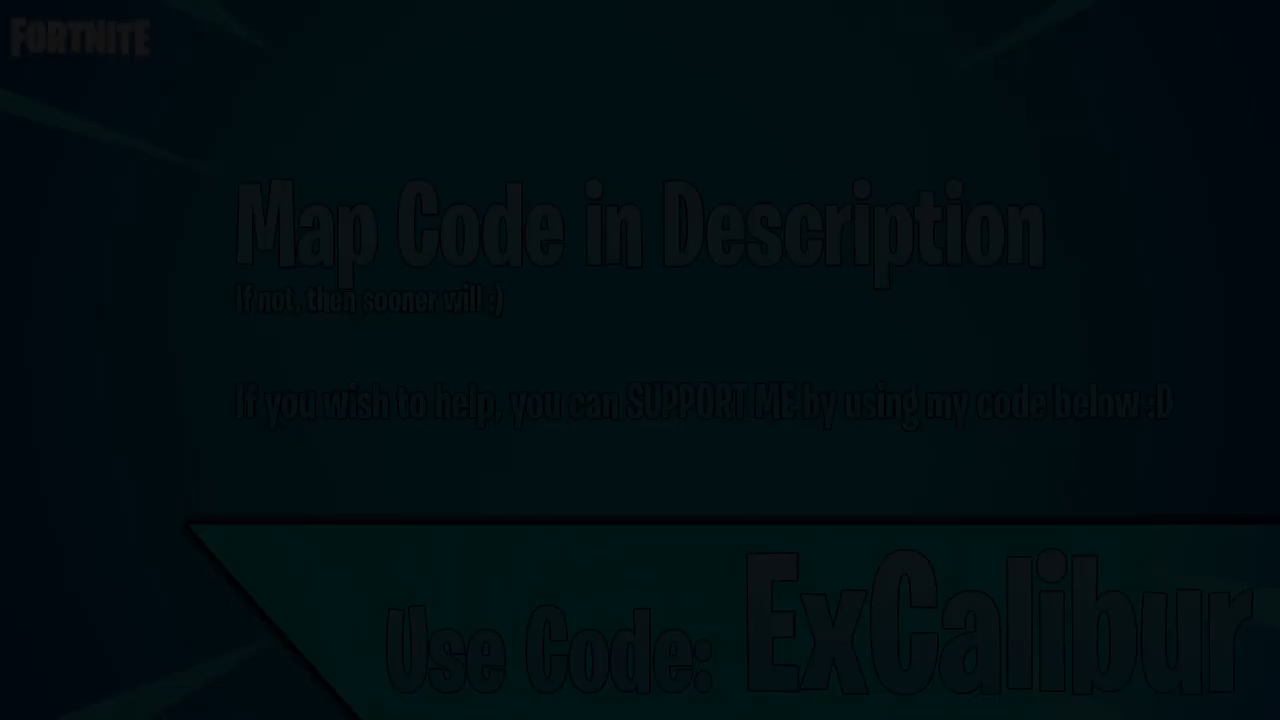 FORTNITE
Map Code in Description
If not, then sooner will :)
If you wish to help, you can SUPPORT ME by using my code below :D
Use Code: ExCalibur